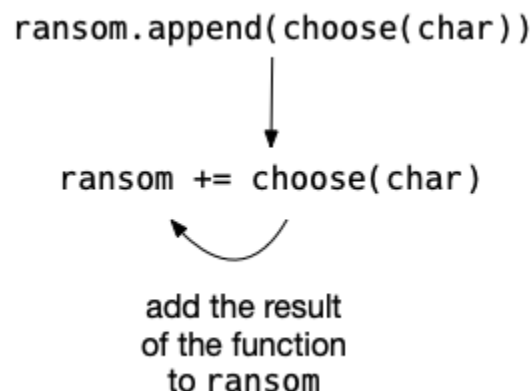 ransom.append(choose(char))
ransom += choose(char)
add the result
of the function
to ransom